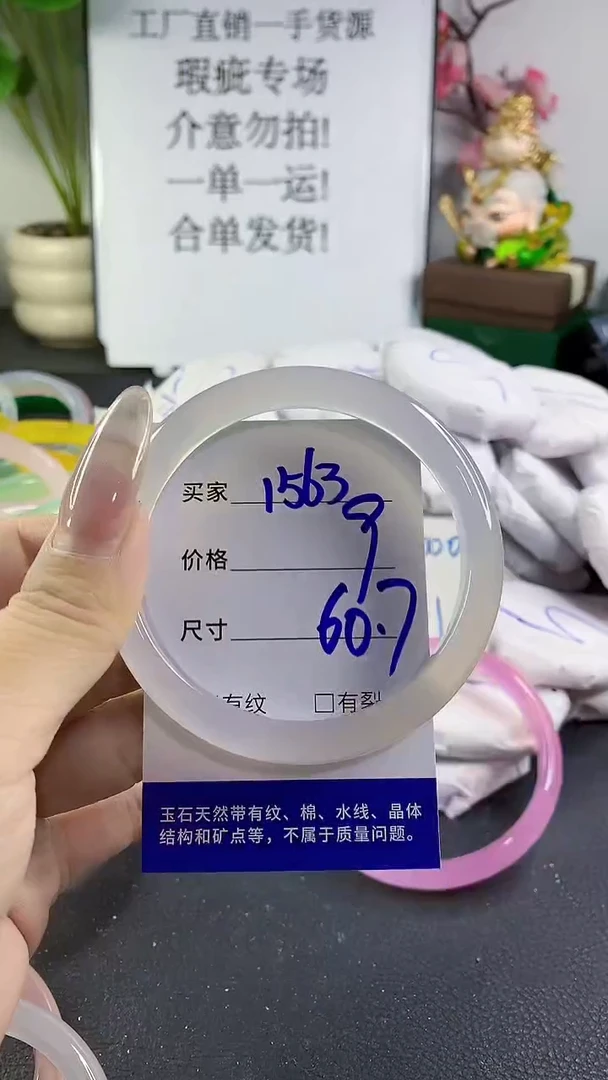 工厂直销一手货源
瑕疵专场
介意勿拍!
一单一运!
合单发货!
买家 1563
价格
尺寸 60.7
有纹 □有裂
玉石天然带有纹、棉、水线、晶体
结构和矿点等，不属于质量问题。